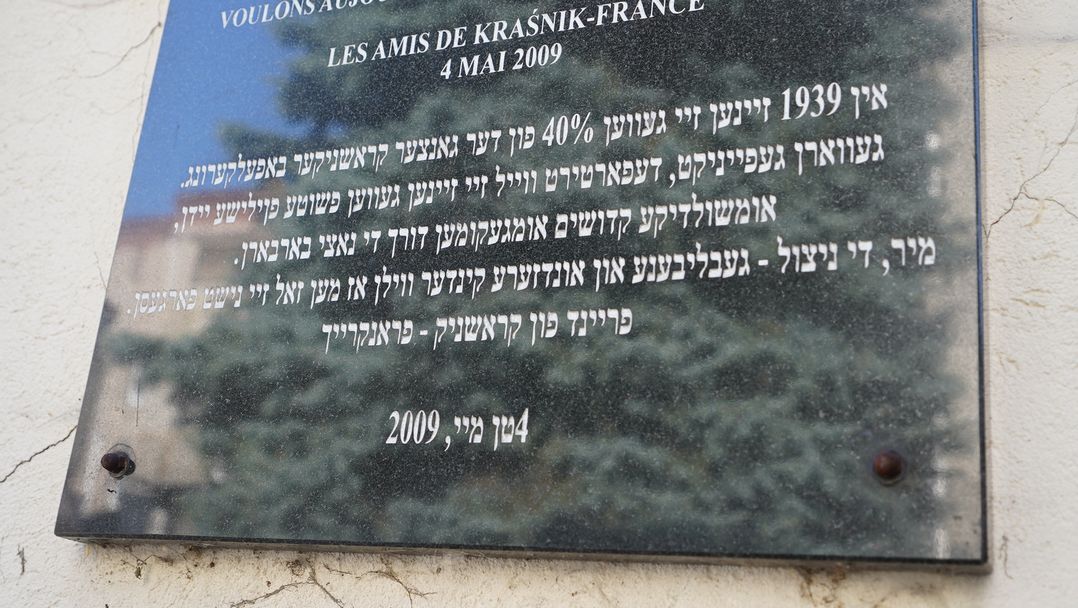 VOULONS AUJOU
LES AMIS DE KRAŚNIK-FRANCE
4 MAI 2009
אין 1939 זיינען זיי געווען 40% פון דער גאנצער קראשניקער באפעלקערונג.
געווארן געפייניקט, דעפארטירט ווייל זיי זיינען געווען פשוטע פוילישע יידן,
אומשולדיקע קדושים אומגעקומען דורך די נאצי בארבארן.
מיר, די ניצול - געבליבענע און אונדזערע קינדער ווילן אז מען זאל זיי נישט פארגעסן.
פריינד פון קראשניק - פראנקרייך
4טן מיי, 2009